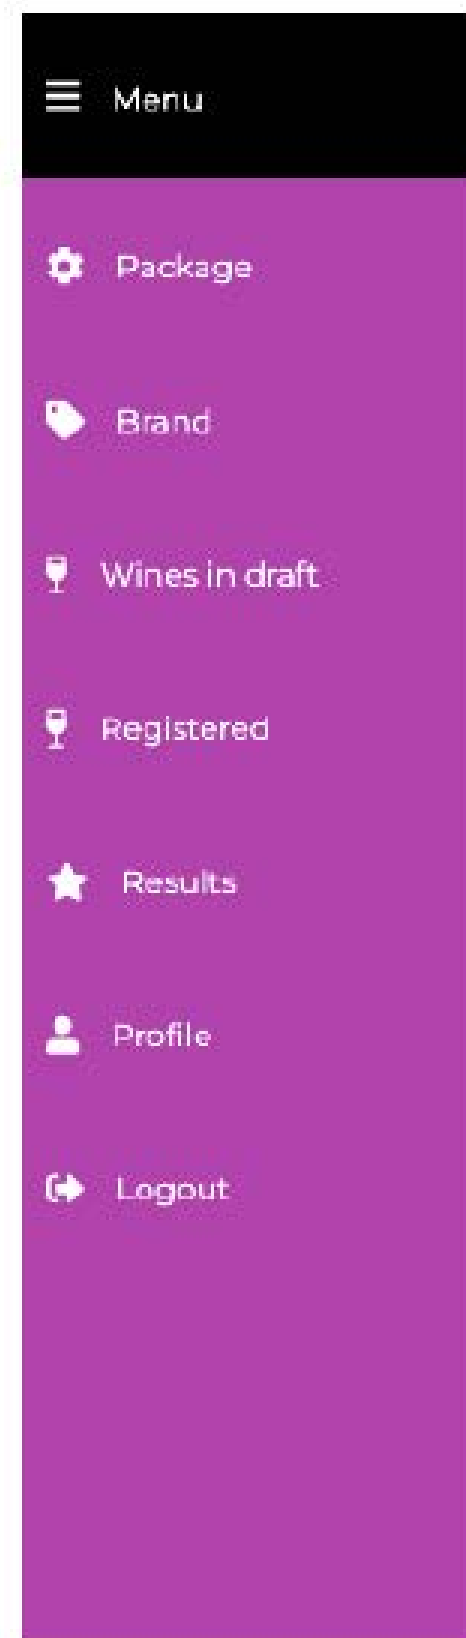 Menu
Package
Brand
Wines in draft
Registered
Results
Profile
Logout